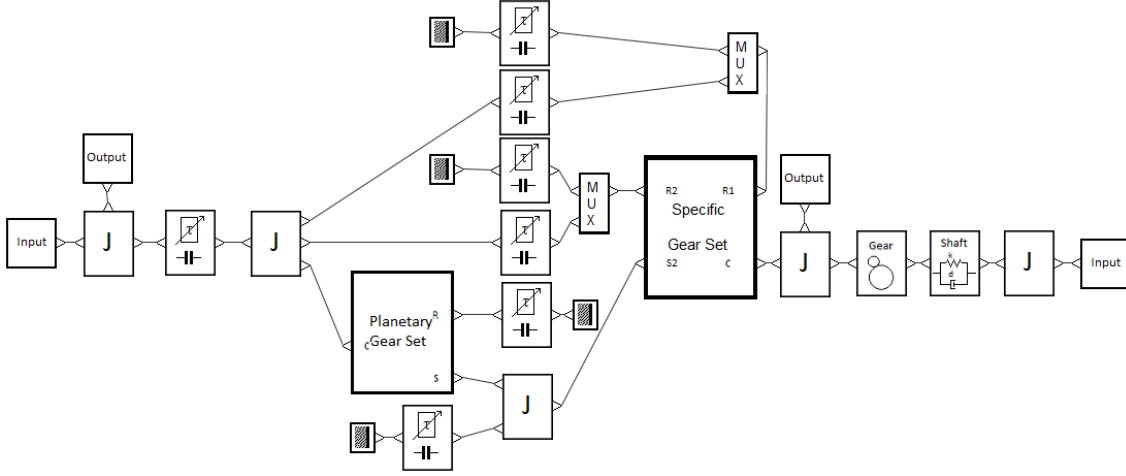 τ
M
U
X
τ
Output
τ
M
U
X
R2 R1
Specific
Gear Set
S2 C
Output
Input
J
τ
J
τ
J
Gear
Shaft
k
d
J
Input
Planetary
Gear Set
R
C
S
τ
J
τ